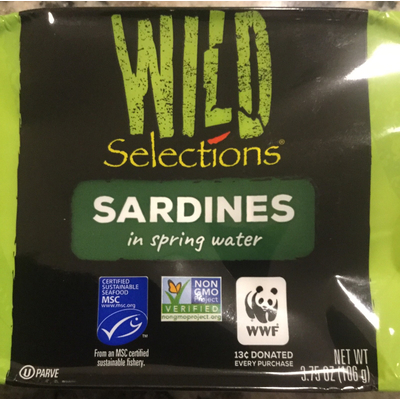 WILD
Selections®
SARDINES
in spring water
CERTIFIED
SUSTAINABLE
SEAFOOD
MSC
www.msc.org
From an MSC certified
sustainable fishery.
NON
GMO
Project
VERIFIED
nongmoproject.org
WWF
13¢ DONATED
EVERY PURCHASE
U PARVE
NET WT
3.75 OZ (106 g)